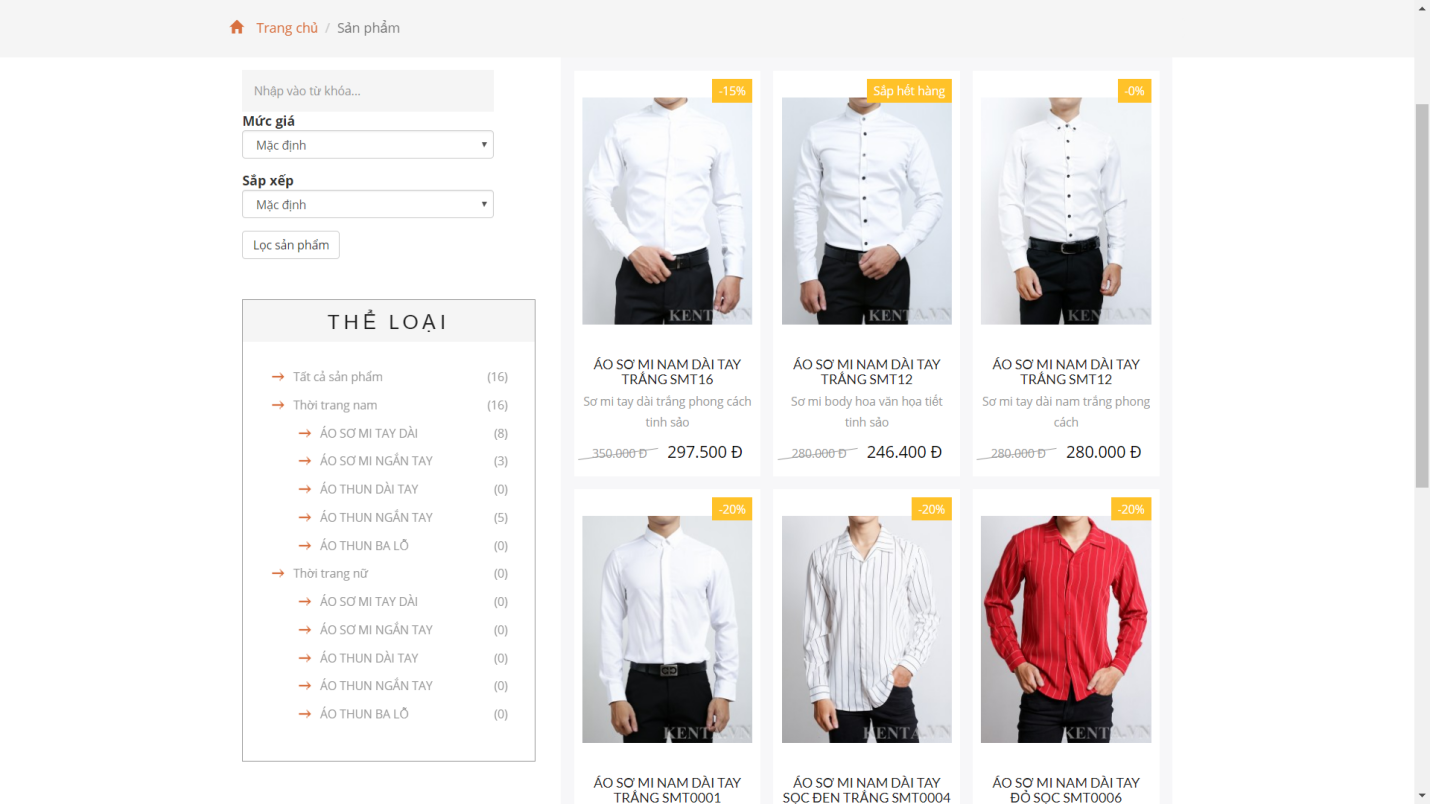 Trang chủ / Sản phẩm
Nhập vào từ khóa...
Mức giá
Mặc định
Sắp xếp
Mặc định
Lọc sản phẩm
THỂ LOẠI
Tất cả sản phẩm (16)
Thời trang nam (16)
ÁO SƠ MI TAY DÀI (8)
ÁO SƠ MI NGẮN TAY (3)
ÁO THUN DÀI TAY (0)
ÁO THUN NGẮN TAY (5)
ÁO THUN BA LỖ (0)
Thời trang nữ (0)
ÁO SƠ MI TAY DÀI (0)
ÁO SƠ MI NGẮN TAY (0)
ÁO THUN DÀI TAY (0)
ÁO THUN NGẮN TAY (0)
ÁO THUN BA LỖ (0)
-15%
KENTA.VN
ÁO SƠ MI NAM DÀI TAY
TRẮNG SMT16
Sơ mi tay dài trắng phong cách
tinh sảo
350.000 Đ 297.500 Đ
Sắp hết hàng
KENTA.VN
ÁO SƠ MI NAM DÀI TAY
TRẮNG SMT12
Sơ mi body hoa văn họa tiết
tinh sảo
280.000 Đ 246.400 Đ
-0%
KENTA.VN
ÁO SƠ MI NAM DÀI TAY
TRẮNG SMT12
Sơ mi tay dài nam trắng phong
cách
280.000 Đ 280.000 Đ
-20%
KENTA.VN
ÁO SƠ MI NAM DÀI TAY
TRẮNG SMT0001
-20%
KENTA.VN
ÁO SƠ MI NAM DÀI TAY
SỌC ĐEN TRẮNG SMT0004
-20%
KENTA.VN
ÁO SƠ MI NAM DÀI TAY
ĐỎ SỌC SMT0006